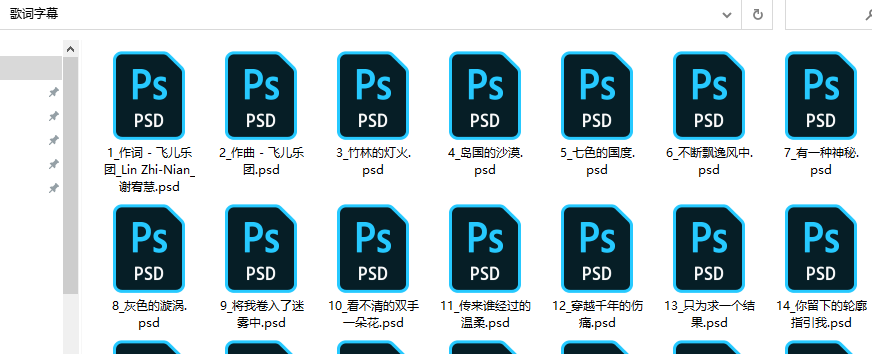 歌词字幕
Ps Ps Ps Ps Ps Ps Ps
PSD PSD PSD PSD PSD PSD PSD
1_作词 - 飞儿乐
团_Lin Zhi-Nian_
谢宥慧.psd
2_作曲 - 飞儿乐
团.psd
3_竹林的灯火.
psd
4_岛国的沙漠.
psd
5_七色的国度.
psd
6_不断飘逸风中.
psd
7_有一种神秘.
psd
Ps Ps Ps Ps Ps Ps Ps
PSD PSD PSD PSD PSD PSD PSD
8_灰色的漩涡.
psd
9_将我卷入了迷
雾中.psd
10_看不清的双手
一朵花.psd
11_传来谁经过的
温柔.psd
12_穿越千年的伤
痛.psd
13_只为求一个结
果.psd
14_你留下的轮廓
指引我.psd